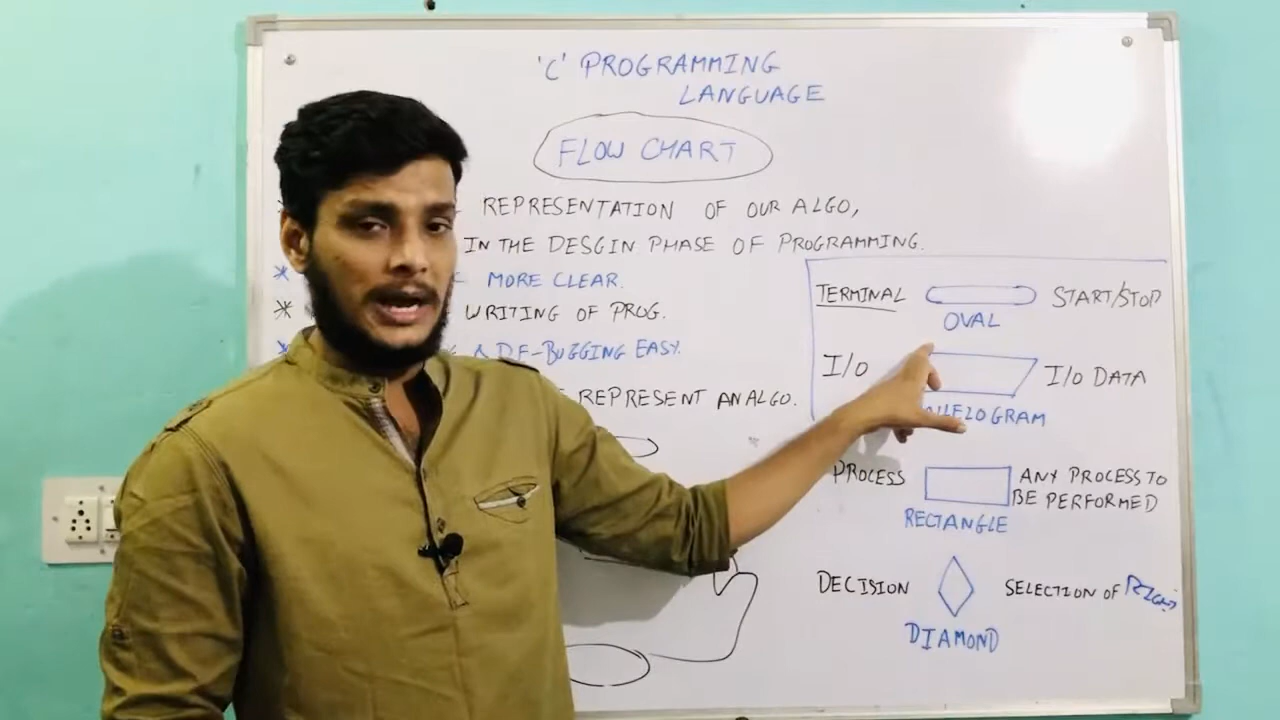 'C' PROGRAMMING
LANGUAGE
FLOW CHART
REPRESENTATION OF OUR ALGO,
IN THE DESGIN PHASE OF PROGRAMMING.
* MORE CLEAR.
* WRITING OF PROG.
* & DE-BUGGING EASY.
REPRESENT AN ALGO.
TERMINAL START/STOP
OVAL
I/O I/O DATA
PROCESS ANY PROCESS TO
BE PERFORMED
RECTANGLE
DECISION SELECTION OF
DIAMOND